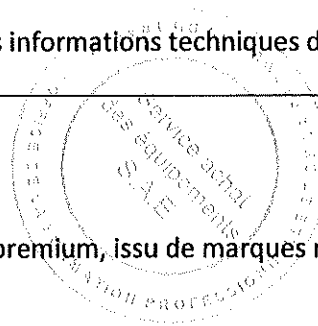 s informations techniques d
Service achat
des équipements
S.A.E
premium, issu de marques r